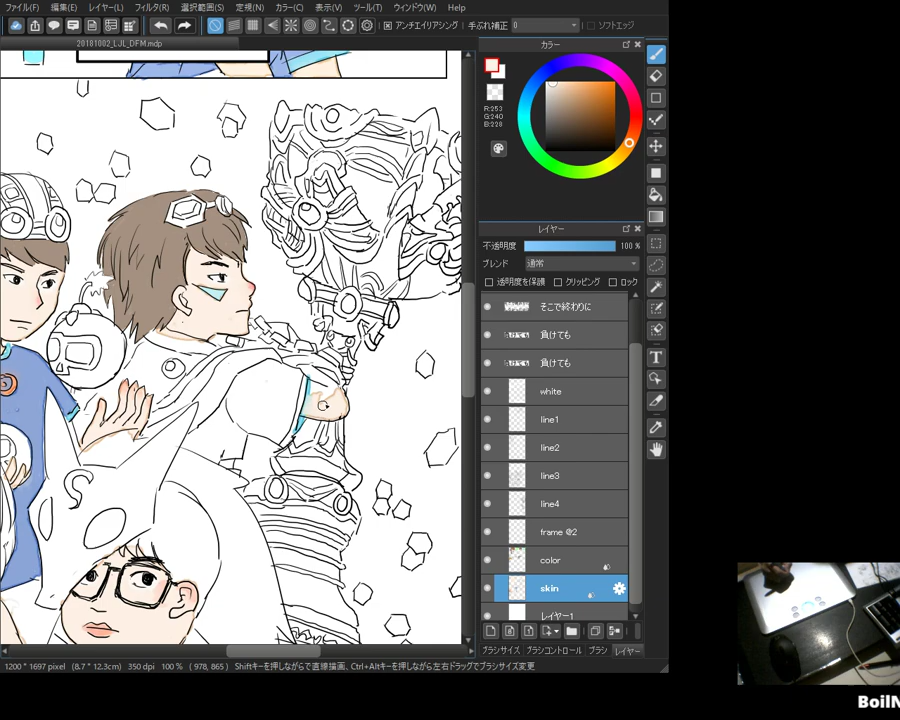 ファイル(F) 編集(E) レイヤー(L) フィルタ(R) 選択範囲(S) 定規(N) カラー(C) 表示(V) ツール(T) ウィンドウ(W) Help
アンチエイリアシング 手ぶれ補正 0 ソフトエッジ
20181002_LJL_DFM.mdp
カラー
R:253
G:240
B:228
レイヤー
不透明度 100 %
ブレンド 通常
透明度を保護 クリッピング ロック
そこで終わりに
負けても
負けても
white
line1
line2
line3
line4
frame @2
color
skin
レイヤー1
ブラシサイズ ブラシコントロール ブラシ レイヤー
1200 * 1697 pixel (8.7 * 12.3cm) 350 dpi 100 % ( 978, 865 ) Shiftキーを押しながらで直線描画、Ctrl+Altキーを押しながら左右ドラッグでブラシサイズ変更
BoilN